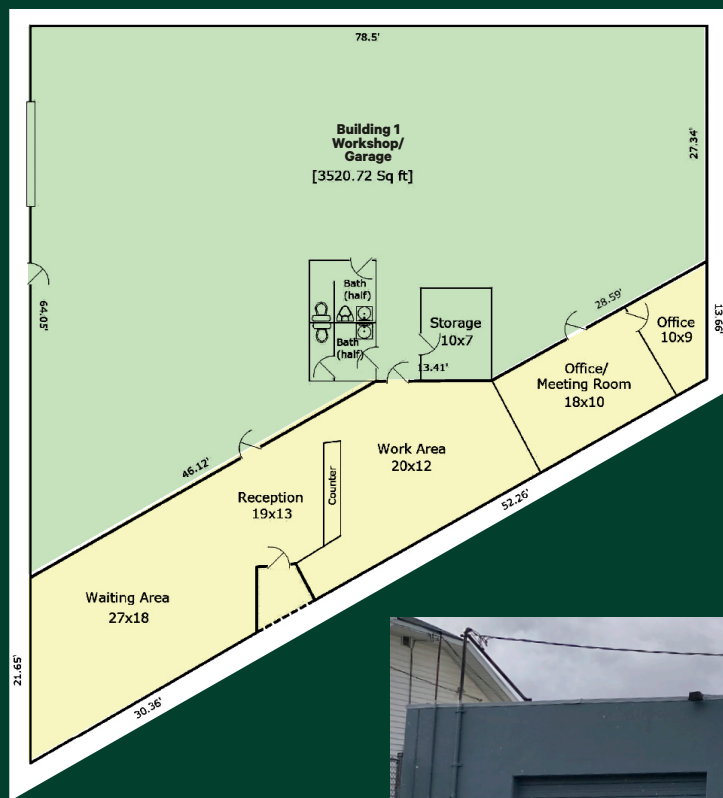 78.5'
Building 1
Workshop/
Garage
[3520.72 Sq ft]
27.34'
64.05'
Bath
(half)
Bath
(half)
Storage
10x7
13.41'
28.59'
13.66'
Office
10x9
Office/
Meeting Room
18x10
46.12'
Work Area
20x12
Reception
19x13
Counter
52.26'
Waiting Area
27x18
21.65'
30.36'